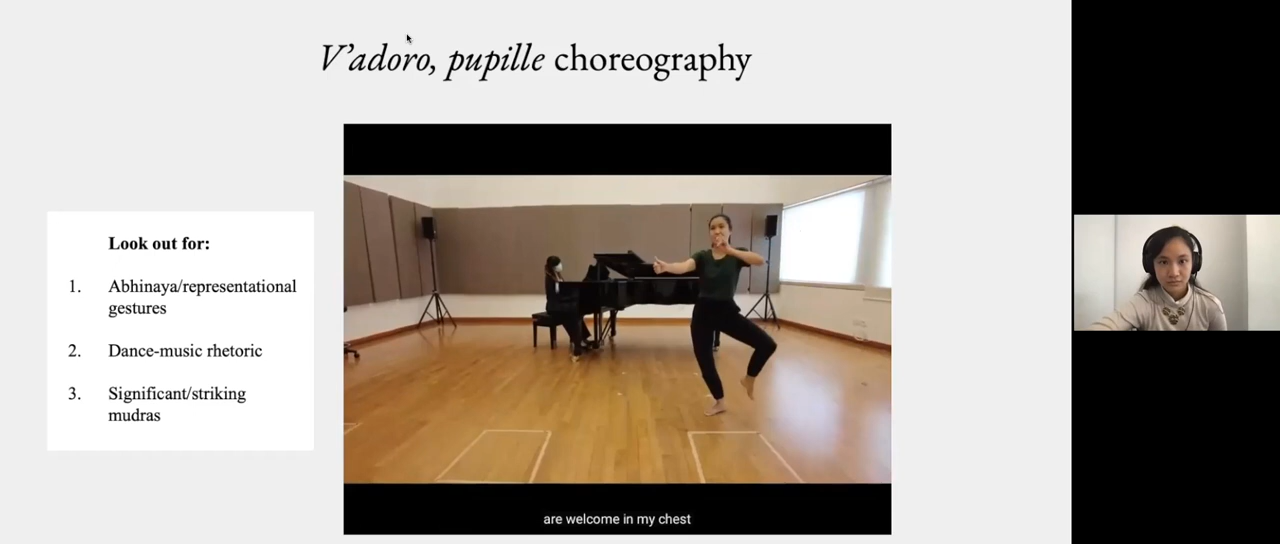 V'adoro, pupille choreography
Look out for:
1. Abhinaya/representational
gestures
2. Dance-music rhetoric
3. Significant/striking
mudras
are welcome in my chest